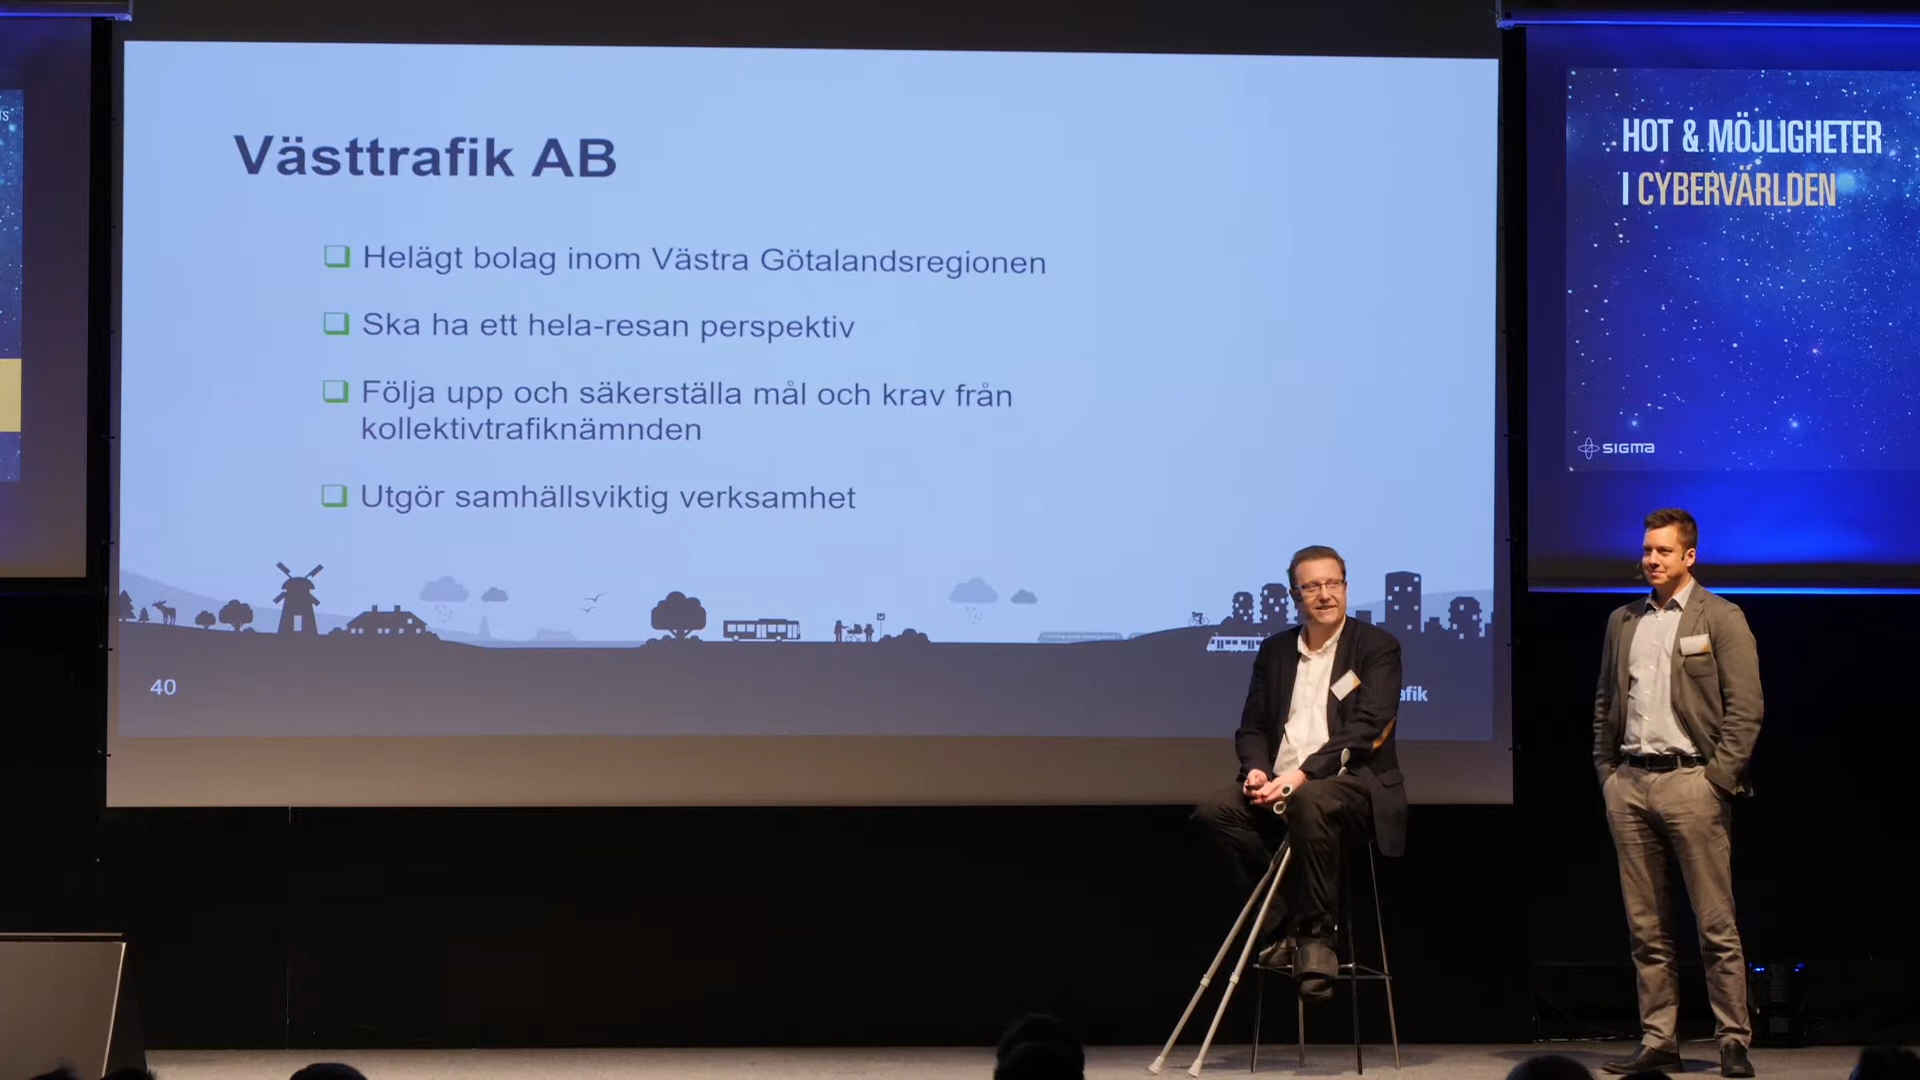 Västtrafik AB
Helägt bolag inom Västra Götalandsregionen
Ska ha ett hela-resan perspektiv
Följa upp och säkerställa mål och krav från
kollektivtrafiknämnden
Utgör samhällsviktig verksamhet
40
afik
HOT & MÖJLIGHETER
I CYBERVÄRLDEN
SIGMA